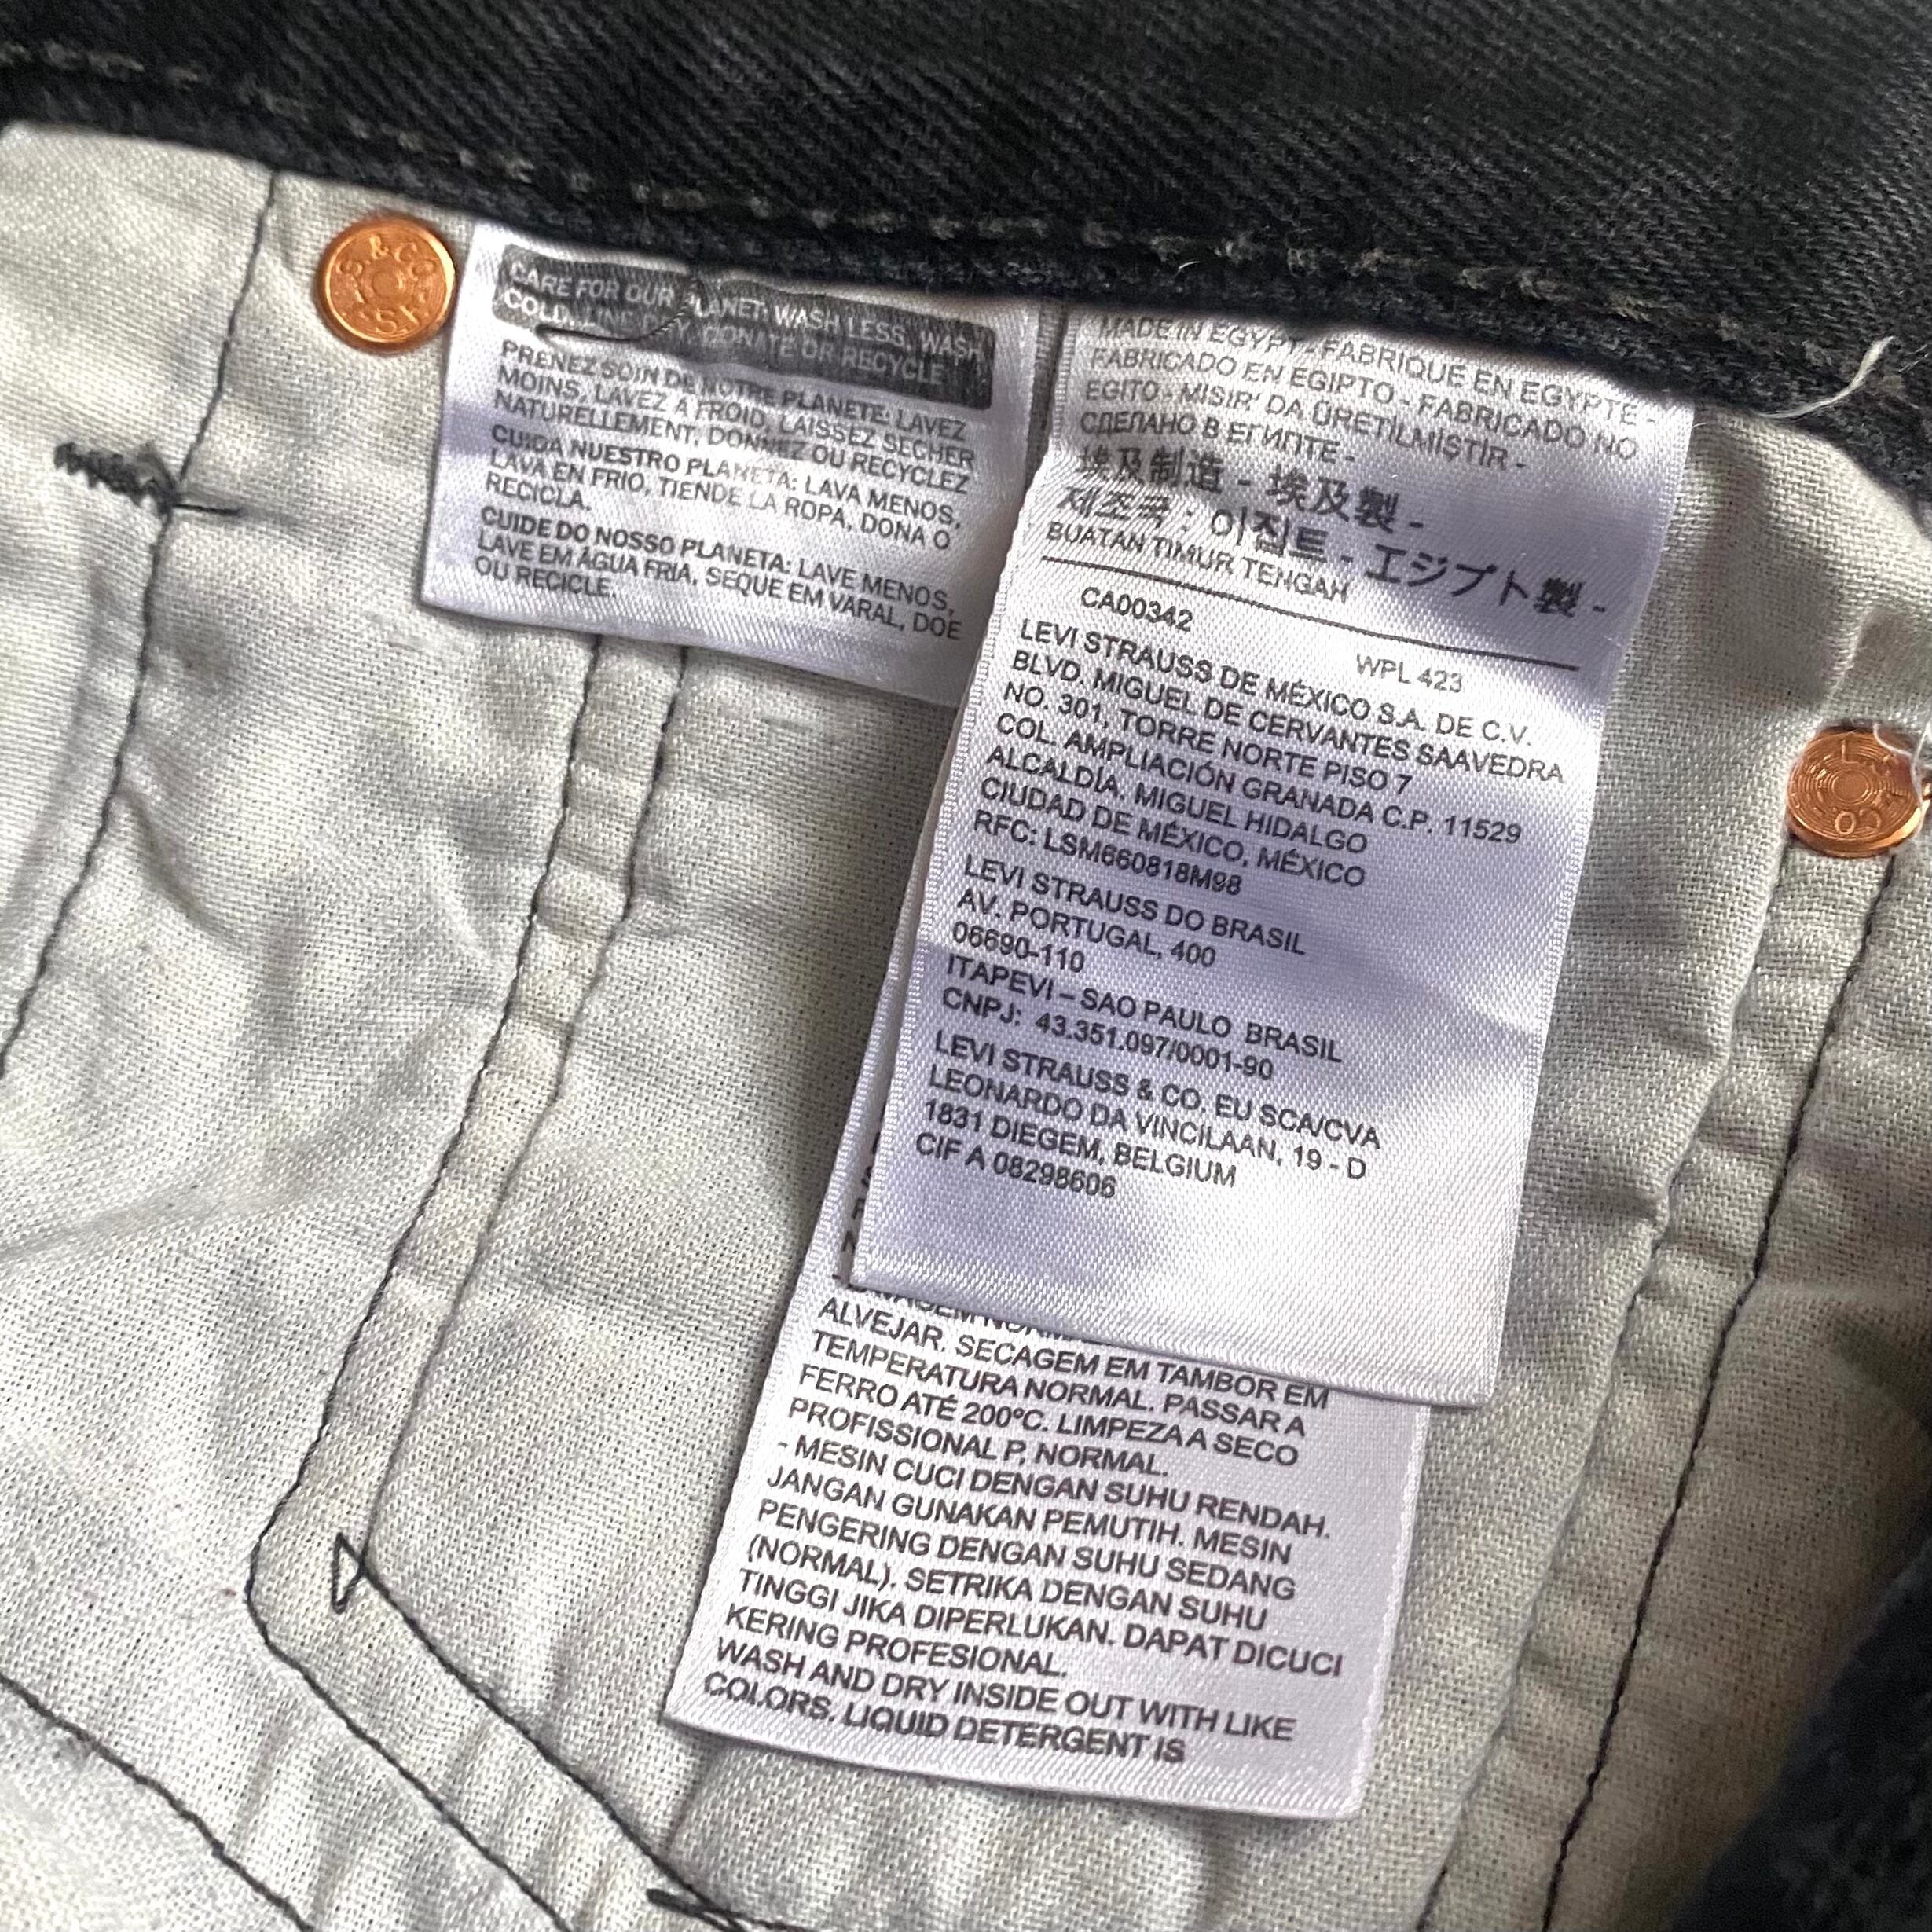 S. & CO
CARE FOR OUR PLANET: WASH LESS, WASH
COLD, LINE DRY, DONATE OR RECYCLE
PRENEZ SOIN DE NOTRE PLANETE: LAVEZ
MOINS, LAVEZ A FROID, LAISSEZ SECHER
NATURELLEMENT, DONNEZ OU RECYCLEZ
CUIDA NUESTRO PLANETA: LAVA MENOS,
LAVA EN FRIO, TIENDE LA ROPA, DONA O
RECICLA.
CUIDE DO NOSSO PLANETA: LAVE MENOS,
LAVE EM ÁGUA FRIA, SEQUE EM VARAL, DOE
OU RECICLE.
MADE IN EGYPT - FABRIQUE EN EGYPTE -
FABRICADO EN EGIPTO - FABRICADO NO
EGITO - MISIR' DA ÜRETİLMİŞTİR -
СДЕЛАНО В ЕГИПТЕ -
埃及制造 - 埃及製 -
제조국 : 이집트 - エジプト製 -
BUATAN TIMUR TENGAH
CA00342
WPL 423
LEVI STRAUSS DE MÉXICO S.A. DE C.V.
BLVD. MIGUEL DE CERVANTES SAAVEDRA
NO. 301, TORRE NORTE PISO 7
COL. AMPLIACIÓN GRANADA C.P. 11529
ALCALDÍA. MIGUEL HIDALGO
CIUDAD DE MÉXICO, MÉXICO
RFC: LSM660818M98
LEVI STRAUSS DO BRASIL
AV. PORTUGAL, 400
06690-110
ITAPEVI – SAO PAULO BRASIL
CNPJ: 43.351.097/0001-90
LEVI STRAUSS & CO. EU SCA/CVA
LEONARDO DA VINCILAAN, 19 - D
1831 DIEGEM, BELGIUM
CIF A 08298606
ALVEJAR. SECAGEM EM TAMBOR EM
TEMPERATURA NORMAL. PASSAR A
FERRO ATÉ 200ºC. LIMPEZA A SECO
PROFISSIONAL P, NORMAL.
- MESIN CUCI DENGAN SUHU RENDAH.
JANGAN GUNAKAN PEMUTIH. MESIN
PENGERING DENGAN SUHU SEDANG
(NORMAL). SETRIKA DENGAN SUHU
TINGGI JIKA DIPERLUKAN. DAPAT DICUCI
KERING PROFESIONAL.
WASH AND DRY INSIDE OUT WITH LIKE
COLORS. LIQUID DETERGENT IS